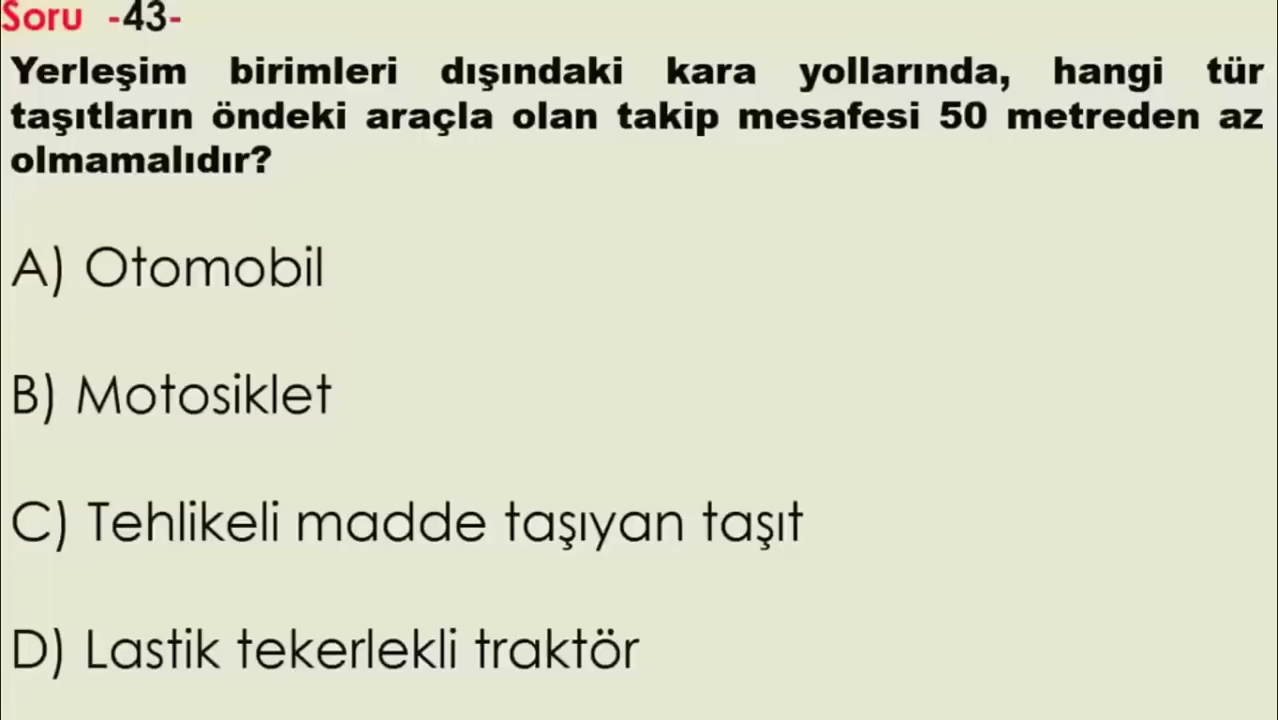 Soru -43-
Yerleşim birimleri dışındaki kara yollarında, hangi tür
taşıtların öndeki araçla olan takip mesafesi 50 metreden az
olmamalıdır?
A) Otomobil
B) Motosiklet
C) Tehlikeli madde taşıyan taşıt
D) Lastik tekerlekli traktör